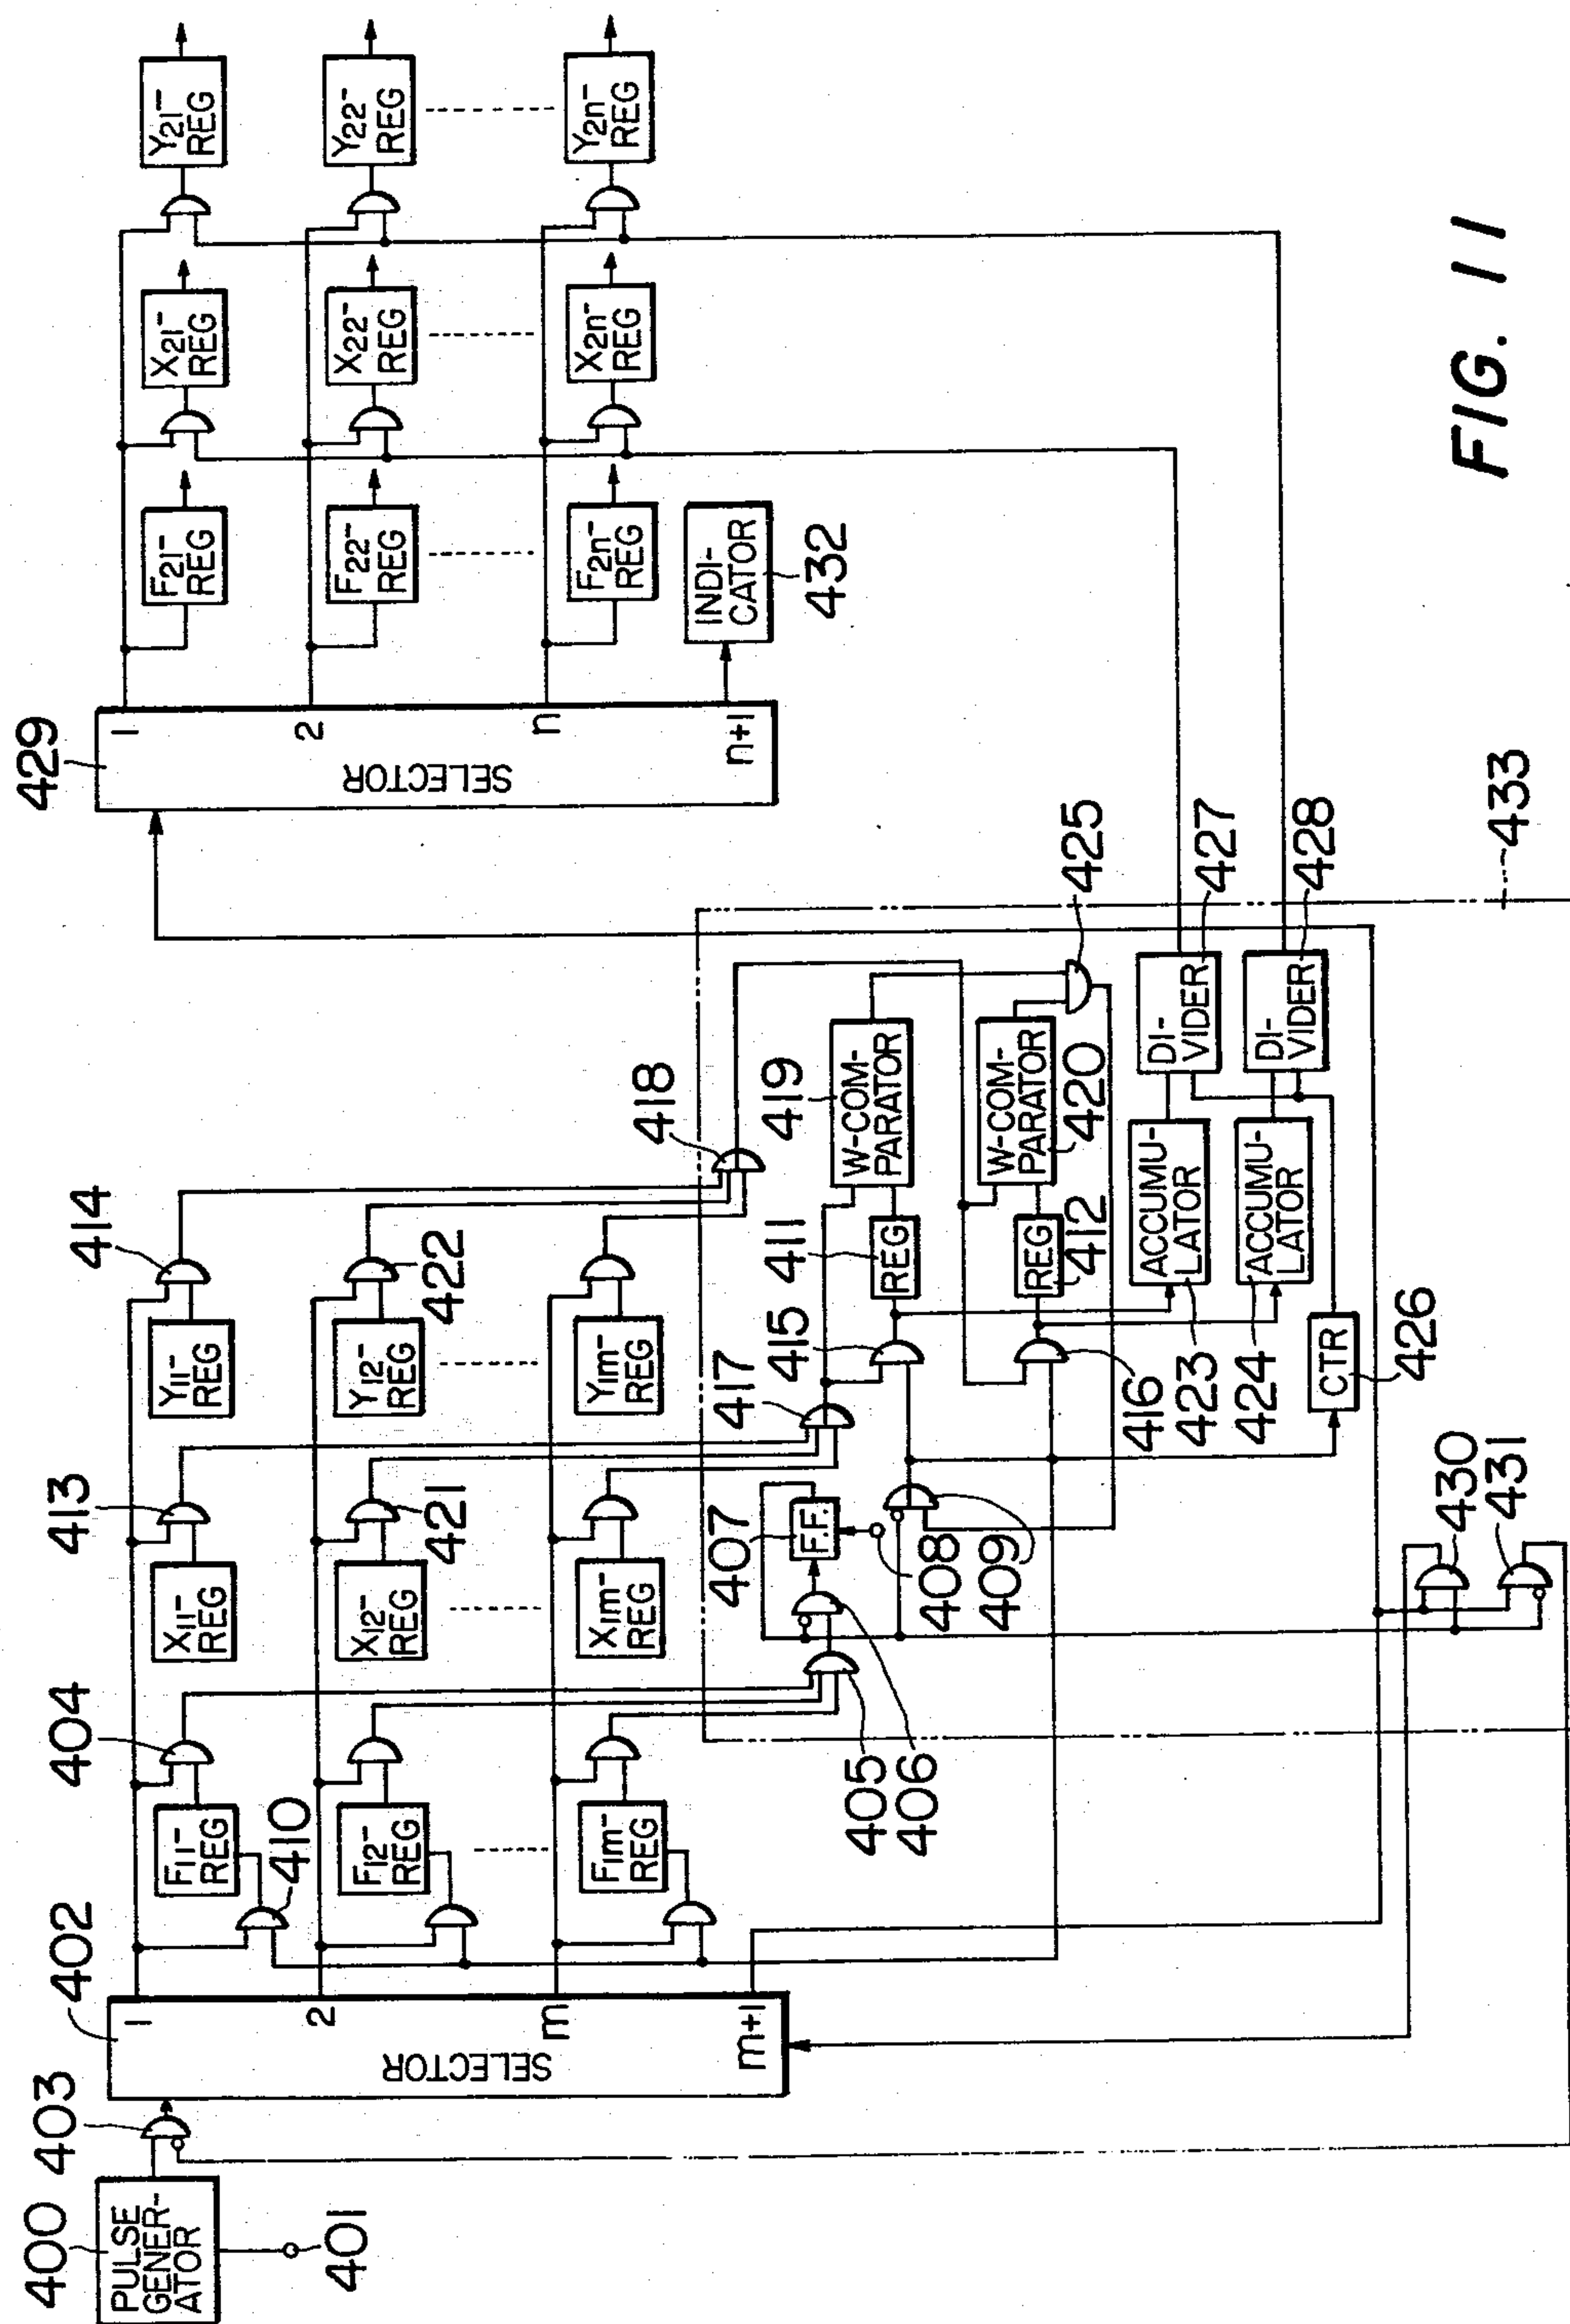 400
PULSE
GENER-
ATOR
401
403
402
SELECTOR
1
2
m
m+1
404
410
F11-
REG
F12-
REG
F1m-
REG
413
X11-
REG
X12-
REG
421
X1m-
REG
414
Y11-
REG
Y12-
REG
422
Y1m-
REG
405
406
407
F.F.
408
409
417
418
415
416
411
REG
REG
412
419
W-COM-
PARATOR
W-COM-
PARATOR
420
425
ACCUMU-
LATOR
423
ACCUMU-
LATOR
424
CTR
426
DI-
VIDER
427
DI-
VIDER
428
430
431
433
429
SELECTOR
1
2
n
n+1
F21-
REG
F22-
REG
F2n-
REG
INDI-
CATOR
432
X21-
REG
X22-
REG
X2n-
REG
Y21-
REG
Y22-
REG
Y2n-
REG
FIG. 11